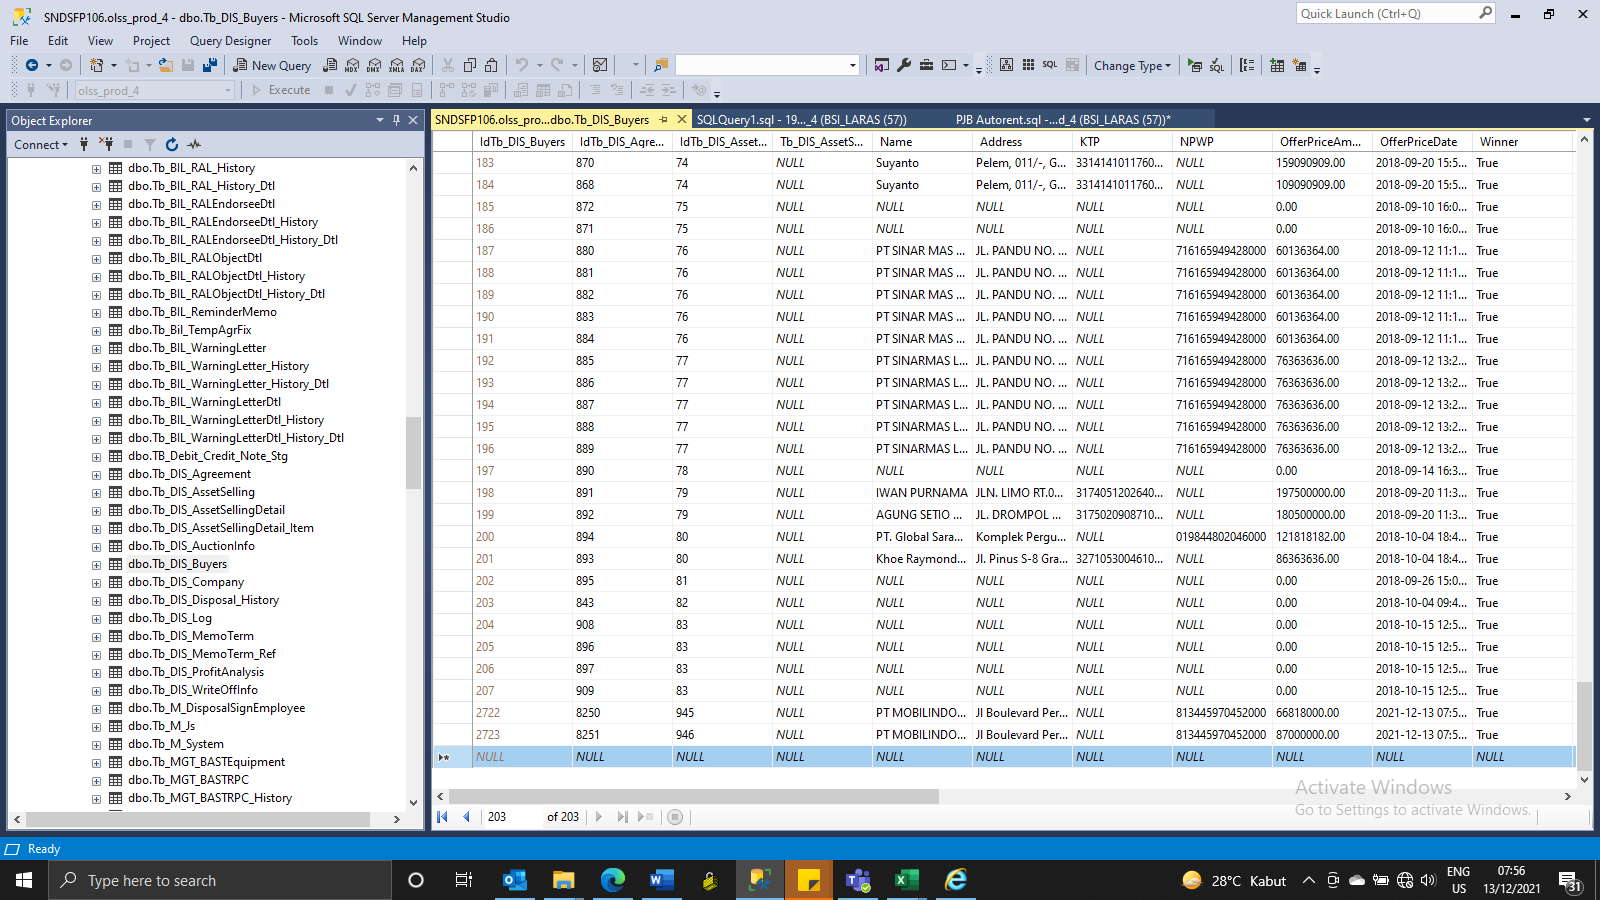 SNDSFP106.olss_prod_4 - dbo.Tb_DIS_Buyers - Microsoft SQL Server Management Studio
Quick Launch (Ctrl+Q)
File Edit View Project Query Designer Tools Window Help
New Query MDX DMX XMLA DAX SQL Change Type
olss_prod_4 Execute
Object Explorer
Connect
dbo.Tb_BIL_RAL_History
dbo.Tb_BIL_RAL_History_Dtl
dbo.Tb_BIL_RALEndorseeDtl
dbo.Tb_BIL_RALEndorseeDtl_History
dbo.Tb_BIL_RALEndorseeDtl_History_Dtl
dbo.Tb_BIL_RALObjectDtl
dbo.Tb_BIL_RALObjectDtl_History
dbo.Tb_BIL_RALObjectDtl_History_Dtl
dbo.Tb_BIL_ReminderMemo
dbo.Tb_Bil_TempAgrFix
dbo.Tb_BIL_WarningLetter
dbo.Tb_BIL_WarningLetter_History
dbo.Tb_BIL_WarningLetter_History_Dtl
dbo.Tb_BIL_WarningLetterDtl
dbo.Tb_BIL_WarningLetterDtl_History
dbo.Tb_BIL_WarningLetterDtl_History_Dtl
dbo.TB_Debit_Credit_Note_Stg
dbo.Tb_DIS_Agreement
dbo.Tb_DIS_AssetSelling
dbo.Tb_DIS_AssetSellingDetail
dbo.Tb_DIS_AssetSellingDetail_Item
dbo.Tb_DIS_AuctionInfo
dbo.Tb_DIS_Buyers
dbo.Tb_DIS_Company
dbo.Tb_DIS_Disposal_History
dbo.Tb_DIS_Log
dbo.Tb_DIS_MemoTerm
dbo.Tb_DIS_MemoTerm_Ref
dbo.Tb_DIS_ProfitAnalysis
dbo.Tb_DIS_WriteOffInfo
dbo.Tb_M_DisposalSignEmployee
dbo.Tb_M_Js
dbo.Tb_M_System
dbo.Tb_MGT_BASTEquipment
dbo.Tb_MGT_BASTRPC
dbo.Tb_MGT_BASTRPC_History
SNDSFP106.olss_pro...dbo.Tb_DIS_Buyers SQLQuery1.sql - 19..._4 (BSI_LARAS (57)) PJB Autorent.sql -...d_4 (BSI_LARAS (57))*
IdTb_DIS_Buyers IdTb_DIS_Agre... IdTb_DIS_Asset... Tb_DIS_AssetS... Name Address KTP NPWP OfferPriceAm... OfferPriceDate Winner
183 870 74 NULL Suyanto Pelem, 011/-, G... 3314141011760... NULL 159090909.00 2018-09-20 15:5... True
184 868 74 NULL Suyanto Pelem, 011/-, G... 3314141011760... NULL 109090909.00 2018-09-20 15:5... True
185 872 75 NULL NULL NULL NULL NULL 0.00 2018-09-10 16:0... True
186 871 75 NULL NULL NULL NULL NULL 0.00 2018-09-10 16:0... True
187 880 76 NULL PT SINAR MAS ... JL. PANDU NO. ... NULL 716165949428000 60136364.00 2018-09-12 11:1... True
188 881 76 NULL PT SINAR MAS ... JL. PANDU NO. ... NULL 716165949428000 60136364.00 2018-09-12 11:1... True
189 882 76 NULL PT SINAR MAS ... JL. PANDU NO. ... NULL 716165949428000 60136364.00 2018-09-12 11:1... True
190 883 76 NULL PT SINAR MAS ... JL. PANDU NO. ... NULL 716165949428000 60136364.00 2018-09-12 11:1... True
191 884 76 NULL PT SINAR MAS ... JL. PANDU NO. ... NULL 716165949428000 60136364.00 2018-09-12 11:1... True
192 885 77 NULL PT SINARMAS L... JL. PANDU NO. ... NULL 716165949428000 76363636.00 2018-09-12 13:2... True
193 886 77 NULL PT SINARMAS L... JL. PANDU NO. ... NULL 716165949428000 76363636.00 2018-09-12 13:2... True
194 887 77 NULL PT SINARMAS L... JL. PANDU NO. ... NULL 716165949428000 76363636.00 2018-09-12 13:2... True
195 888 77 NULL PT SINARMAS L... JL. PANDU NO. ... NULL 716165949428000 76363636.00 2018-09-12 13:2... True
196 889 77 NULL PT SINARMAS L... JL. PANDU NO. ... NULL 716165949428000 76363636.00 2018-09-12 13:2... True
197 890 78 NULL NULL NULL NULL NULL 0.00 2018-09-14 16:3... True
198 891 79 NULL IWAN PURNAMA JLN. LIMO RT.0... 3174051202640... NULL 197500000.00 2018-09-20 11:3... True
199 892 79 NULL AGUNG SETIO ... JL. DROMPOL ... 3175020908710... NULL 180500000.00 2018-09-20 11:3... True
200 894 80 NULL PT. Global Sara... Komplek Pergu... NULL 019844802046000 121818182.00 2018-10-04 18:4... True
201 893 80 NULL Khoe Raymond... Jl. Pinus S-8 Gra... 3271053004610... NULL 86363636.00 2018-10-04 18:4... True
202 895 81 NULL NULL NULL NULL NULL 0.00 2018-09-26 15:0... True
203 843 82 NULL NULL NULL NULL NULL 0.00 2018-10-04 09:4... True
204 908 83 NULL NULL NULL NULL NULL 0.00 2018-10-15 12:5... True
205 896 83 NULL NULL NULL NULL NULL 0.00 2018-10-15 12:5... True
206 897 83 NULL NULL NULL NULL NULL 0.00 2018-10-15 12:5... True
207 909 83 NULL NULL NULL NULL NULL 0.00 2018-10-15 12:5... True
2722 8250 945 NULL PT MOBILINDO... Jl Boulevard Per... NULL 813445970452000 66818000.00 2021-12-13 07:5... True
2723 8251 946 NULL PT MOBILINDO... Jl Boulevard Per... NULL 813445970452000 87000000.00 2021-12-13 07:5... True
NULL NULL NULL NULL NULL NULL NULL NULL NULL NULL NULL
203 of 203
Activate Windows
Go to Settings to activate Windows.
Ready
Type here to search
28°C Kabut
ENG
US
07:56
13/12/2021
31